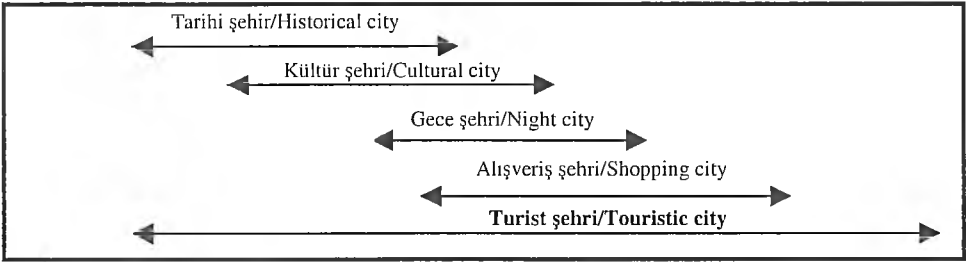 Tarihi şehir/Historical city
Kültür şehri/Cultural city
Gece şehri/Night city
Alışveriş şehri/Shopping city
Turist şehri/Touristic city